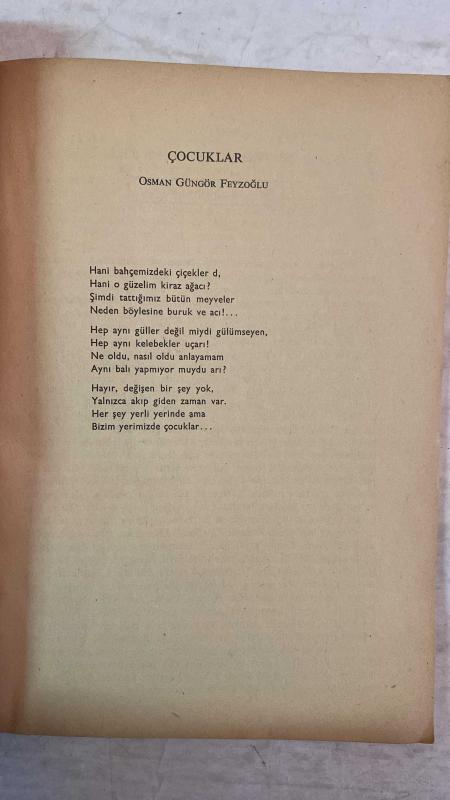 ÇOCUKLAR
OSMAN GÜNGÖR FEYZOĞLU
Hani bahçemizdeki çiçekler d,
Hani o güzelim kiraz ağacı?
Şimdi tattığımız bütün meyveler
Neden böylesine buruk ve acı!...
Hep aynı güller değil miydi gülümseyen,
Hep aynı kelebekler uçarı!
Ne oldu, nasıl oldu anlayamam
Aynı balı yapmıyor muydu arı?
Hayır, değişen bir şey yok,
Yalnızca akıp giden zaman var.
Her şey yerli yerinde ama
Bizim yerimizde çocuklar...